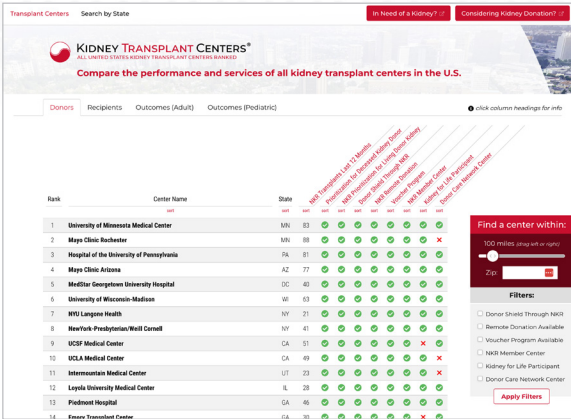 Transplant Centers Search by State In Need of a Kidney? Considering Kidney Donation?
KIDNEY TRANSPLANT CENTERS®
ALL UNITED STATES KIDNEY TRANSPLANT CENTERS RANKED
Compare the performance and services of all kidney transplant centers in the U.S.
Donors Recipients Outcomes (Adult) Outcomes (Pediatric) click column headings for info
NKR Transplants Last 12 Months
Prioritization for Deceased Kidney Donor
NKR Prioritization for Living Donor Kidney
Donor Shield Through NKR
NKR Remote Donation
Voucher Program
NKR Member Center
Kidney for Life Participant
Donor Care Network Center
Rank Center Name State
sort sort sort sort sort sort sort sort sort sort sort
1 University of Minnesota Medical Center MN 83
2 Mayo Clinic Rochester MN 88
3 Hospital of the University of Pennsylvania PA 81
4 Mayo Clinic Arizona AZ 77
5 MedStar Georgetown University Hospital DC 40
6 University of Wisconsin-Madison WI 63
7 NYU Langone Health NY 21
8 NewYork-Presbyterian/Weill Cornell NY 41
9 UCSF Medical Center CA 51
10 UCLA Medical Center CA 49
11 Intermountain Medical Center UT 23
12 Loyola University Medical Center IL 28
13 Piedmont Hospital GA 46
14 Emory Transplant Center GA 30
Find a center within:
100 miles (drag left or right)
Zip:
Filters:
Donor Shield Through NKR
Remote Donation Available
Voucher Program Available
NKR Member Center
Kidney for Life Participant
Donor Care Network Center
Apply Filters